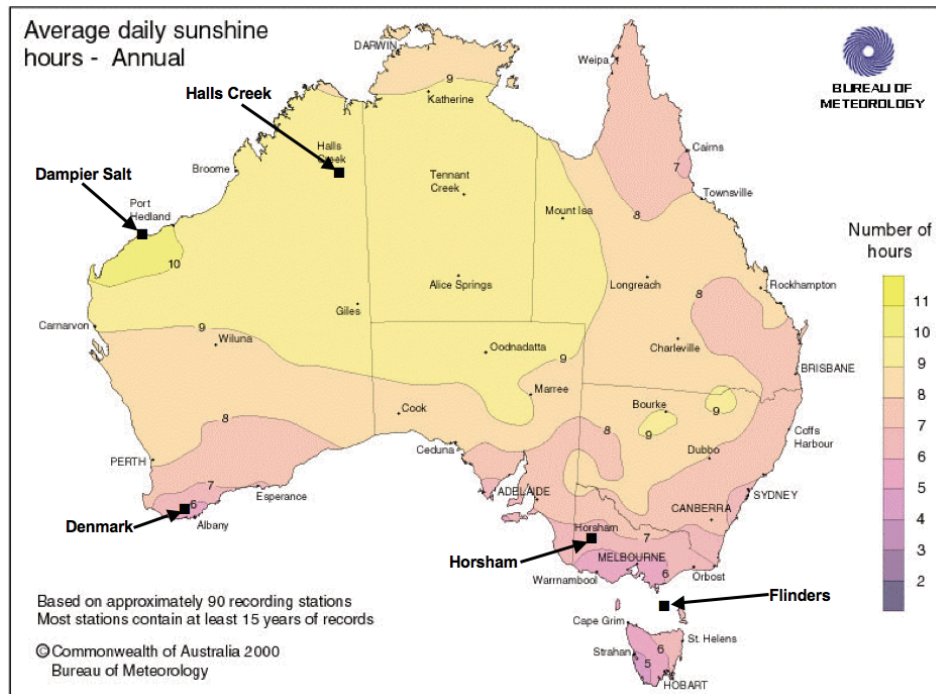 Average daily sunshine
hours - Annual
BUREAU OF
METEOROLOGY
DARWIN
Weipa
9
Katherine
Halls Creek
Halls
Creek
Cairns
7
Broome
Tennant
Creek
Townsville
Dampier Salt
Port
Hedland
Mount Isa
8
10
Alice Springs
Longreach
8
Rockhampton
Giles
Carnarvon
9
Wiluna
Oodnadatta
9
Charleville
BRISBANE
Marree
Cook
8
Bourke
9
9
8
Coffs
Harbour
Ceduna
Dubbo
PERTH
7
Esperance
6
Albany
Denmark
ADELAIDE
SYDNEY
CANBERRA
Horsham
7
Horsham
MELBOURNE
Warrnambool
6
Orbost
Flinders
Cape Grim
St. Helens
6
Strahan
5
HOBART
Number of
hours
11
10
9
8
7
6
5
4
3
2
Based on approximately 90 recording stations
Most stations contain at least 15 years of records
© Commonwealth of Australia 2000
Bureau of Meteorology